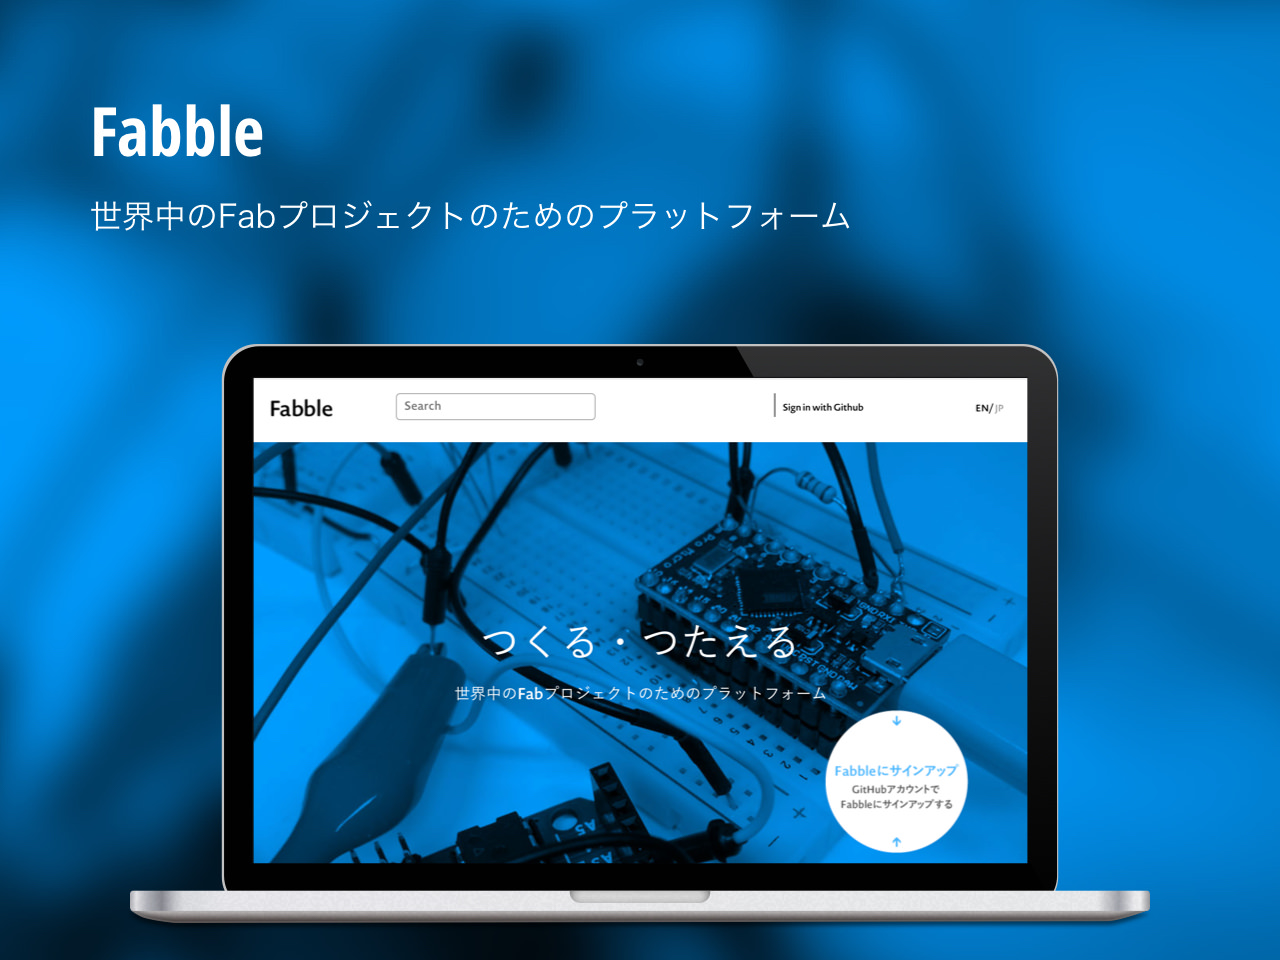 Fabble
世界中のFabプロジェクトのためのプラットフォーム
Fabble
Search
Sign in with Github
EN/JP
Pro Micro
つくる・つたえる
世界中のFabプロジェクトのためのプラットフォーム
Fabbleにサインアップ
GitHubアカウントで
Fabbleにサインアップする
A5